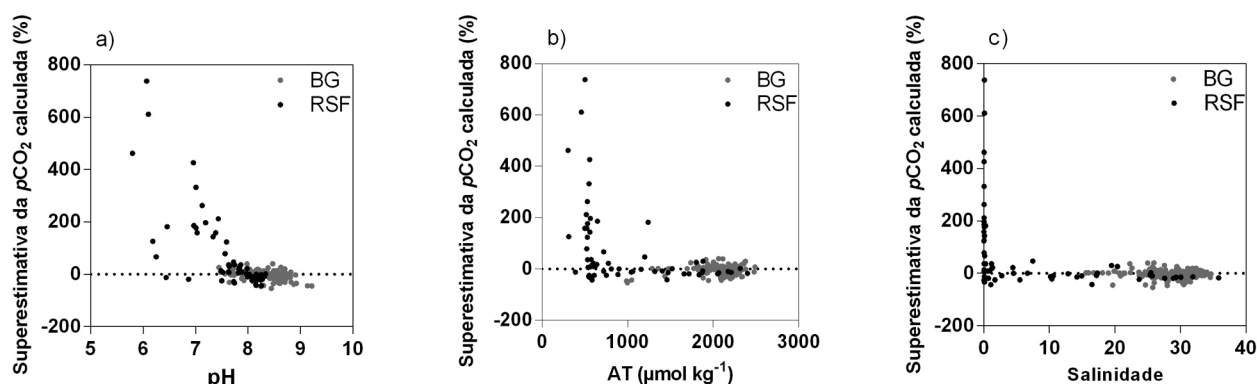 a)
Superestimativa da pCO₂ calculada (%)
800
600
400
200
0
-200
BG
RSF
5 6 7 8 9 10
pH
b)
Superestimativa da pCO₂ calculada (%)
800
600
400
200
0
-200
BG
RSF
0 1000 2000 3000
AT (µmol kg⁻¹)
c)
Superestimativa da pCO₂ calculada (%)
800
600
400
200
0
-200
BG
RSF
0 10 20 30 40
Salinidade